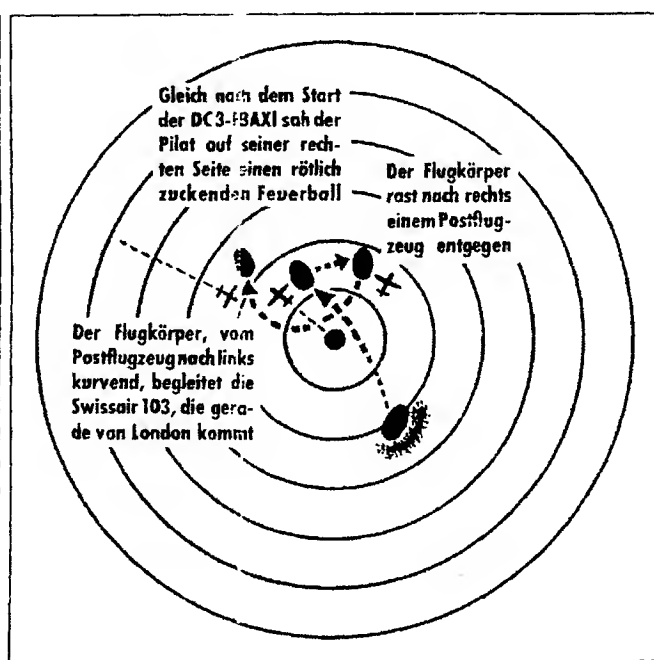 Gleich nach dem Start
der DC3-FBAXI sah der
Pilot auf seiner rech-
ten Seite einen rötlich
zuckenden Feuerball
Der Flugkörper
rast nach rechts
einem Postflug-
zeug entgegen
Der Flugkörper, vom
Postflugzeug nach links
kurvend, begleitet die
Swissair 103, die gera-
de von London kommt